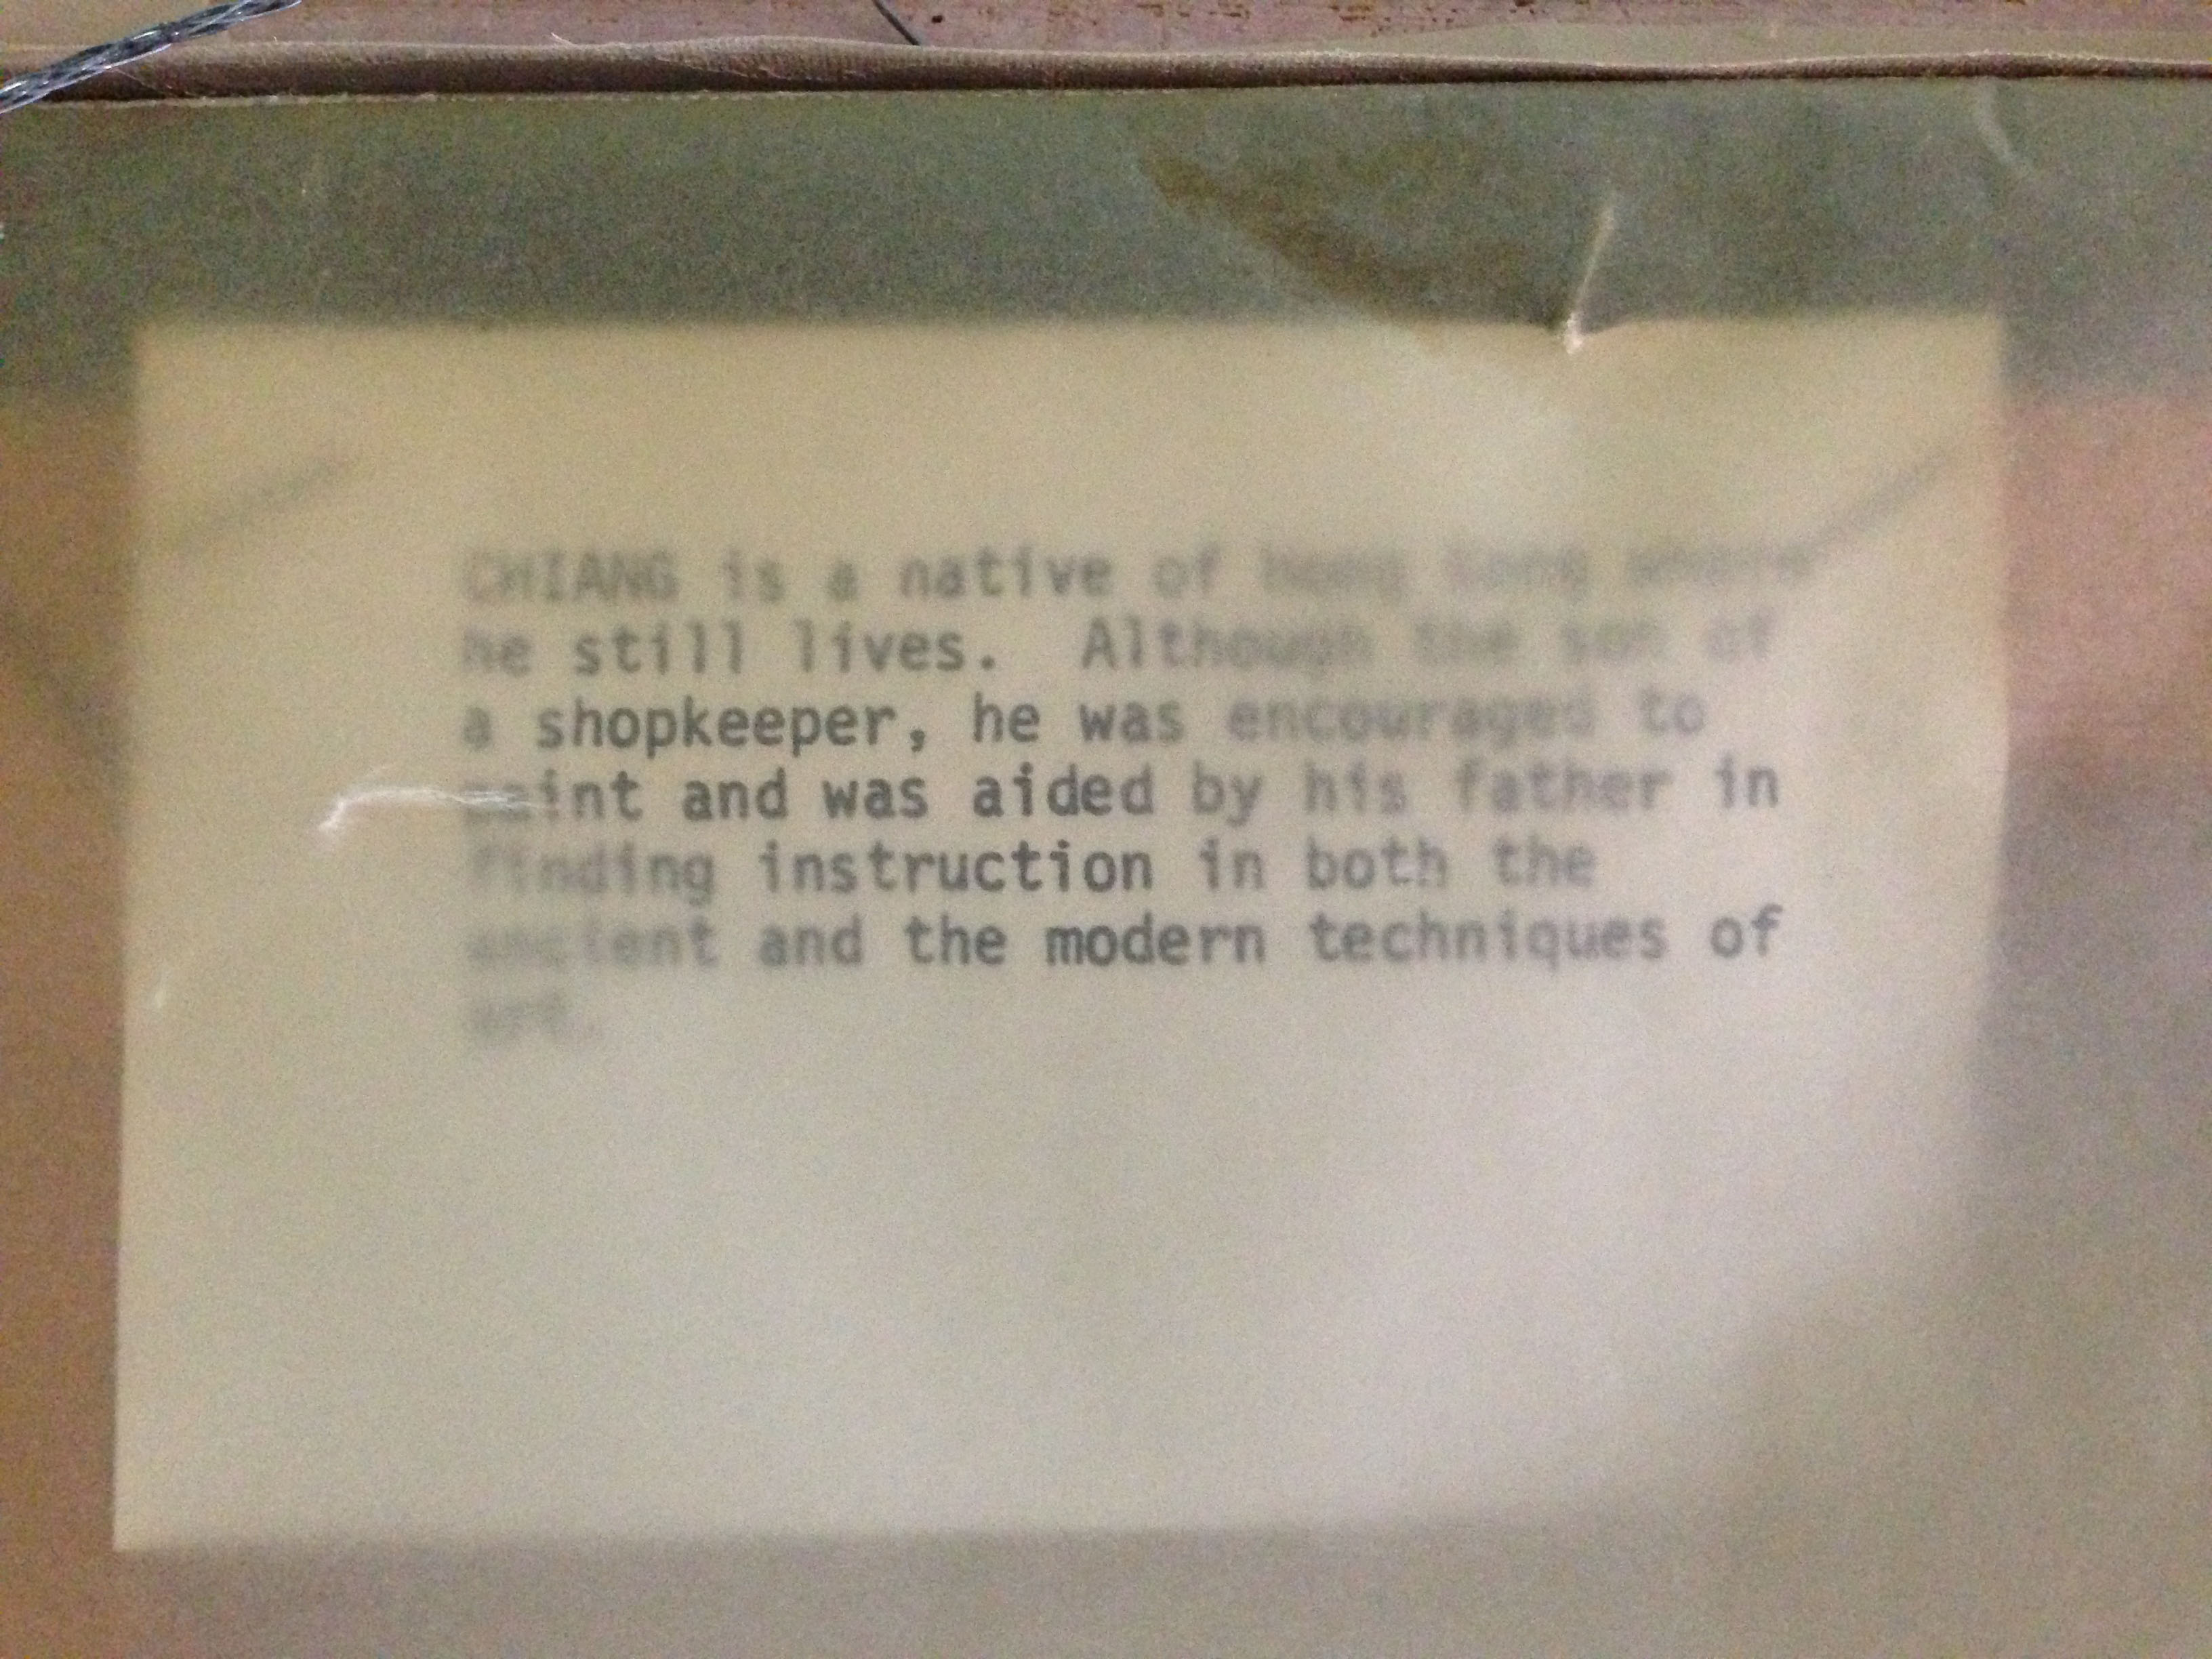 CHIANG is a native of Hong Kong where
he still lives.  Although the son of
a shopkeeper, he was encouraged to
paint and was aided by his father in
finding instruction in both the
ancient and the modern techniques of
art.